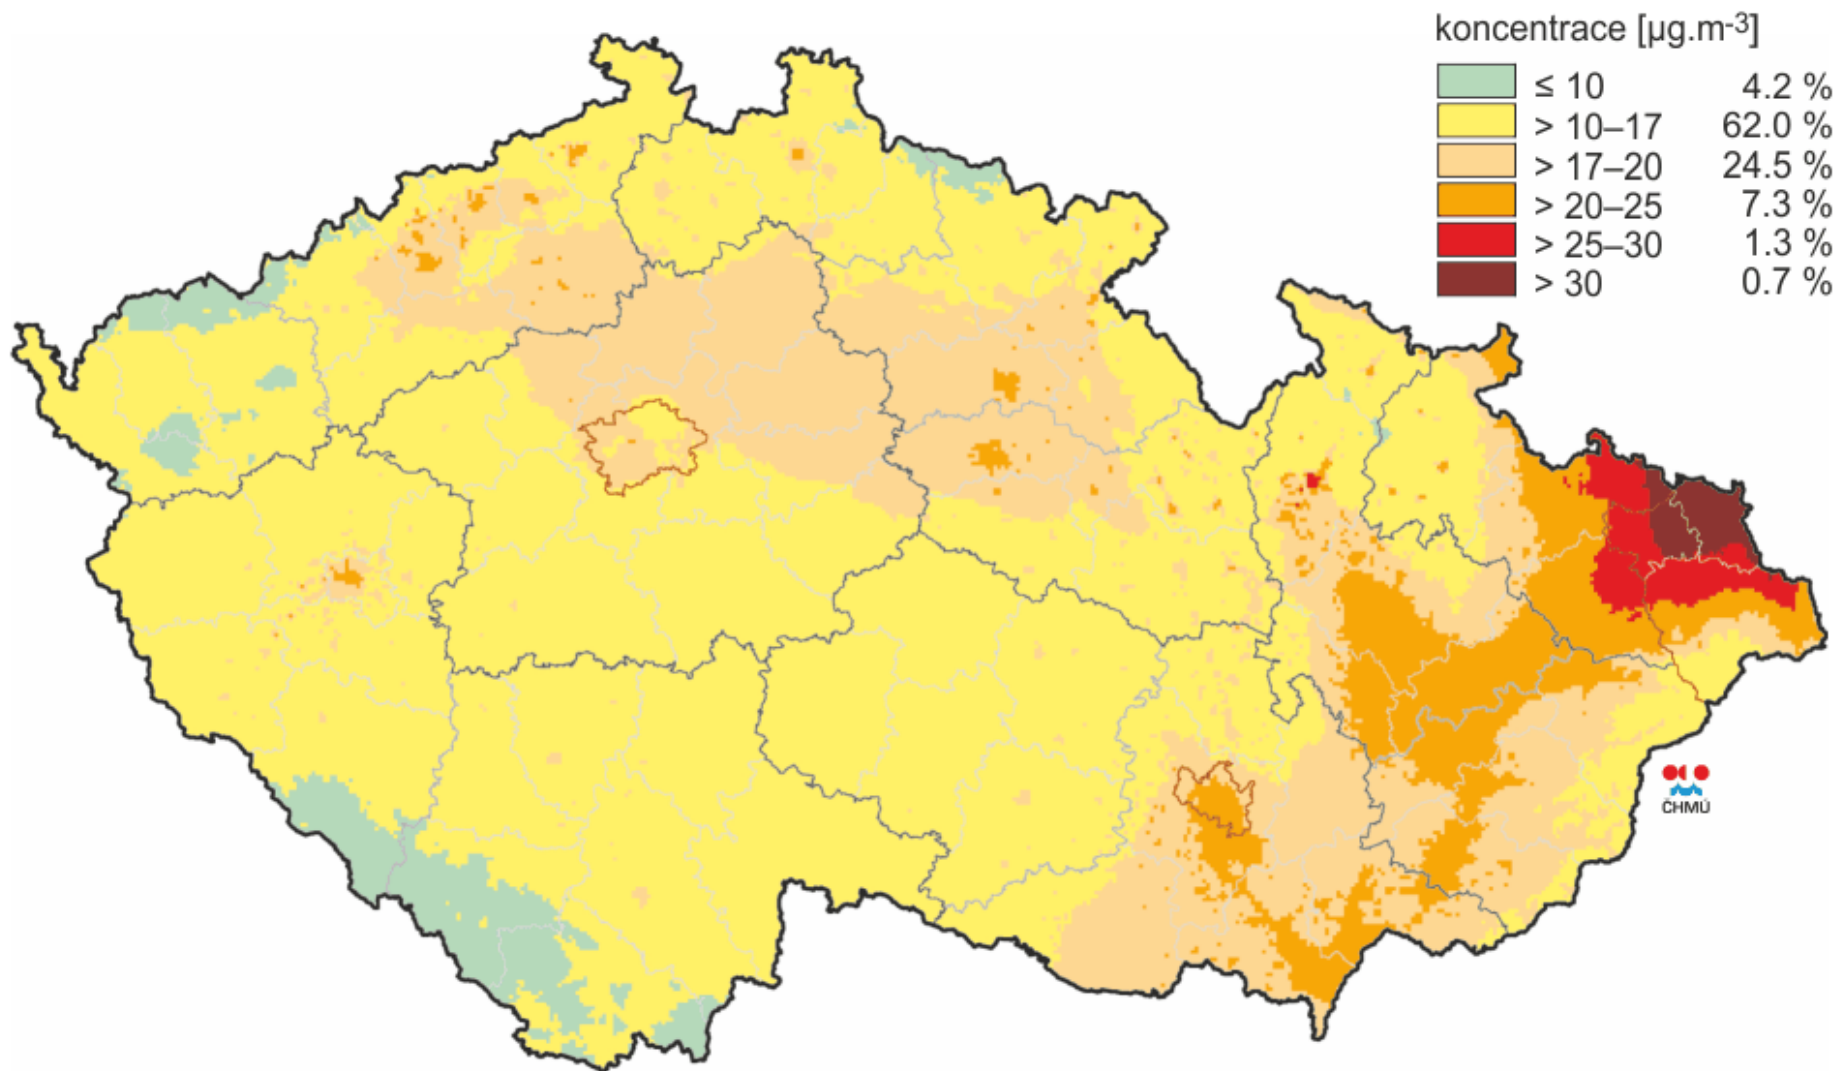 koncentrace [µg.m-3]
≤ 10 4.2 %
> 10–17 62.0 %
> 17–20 24.5 %
> 20–25 7.3 %
> 25–30 1.3 %
> 30 0.7 %
ČHMÚ